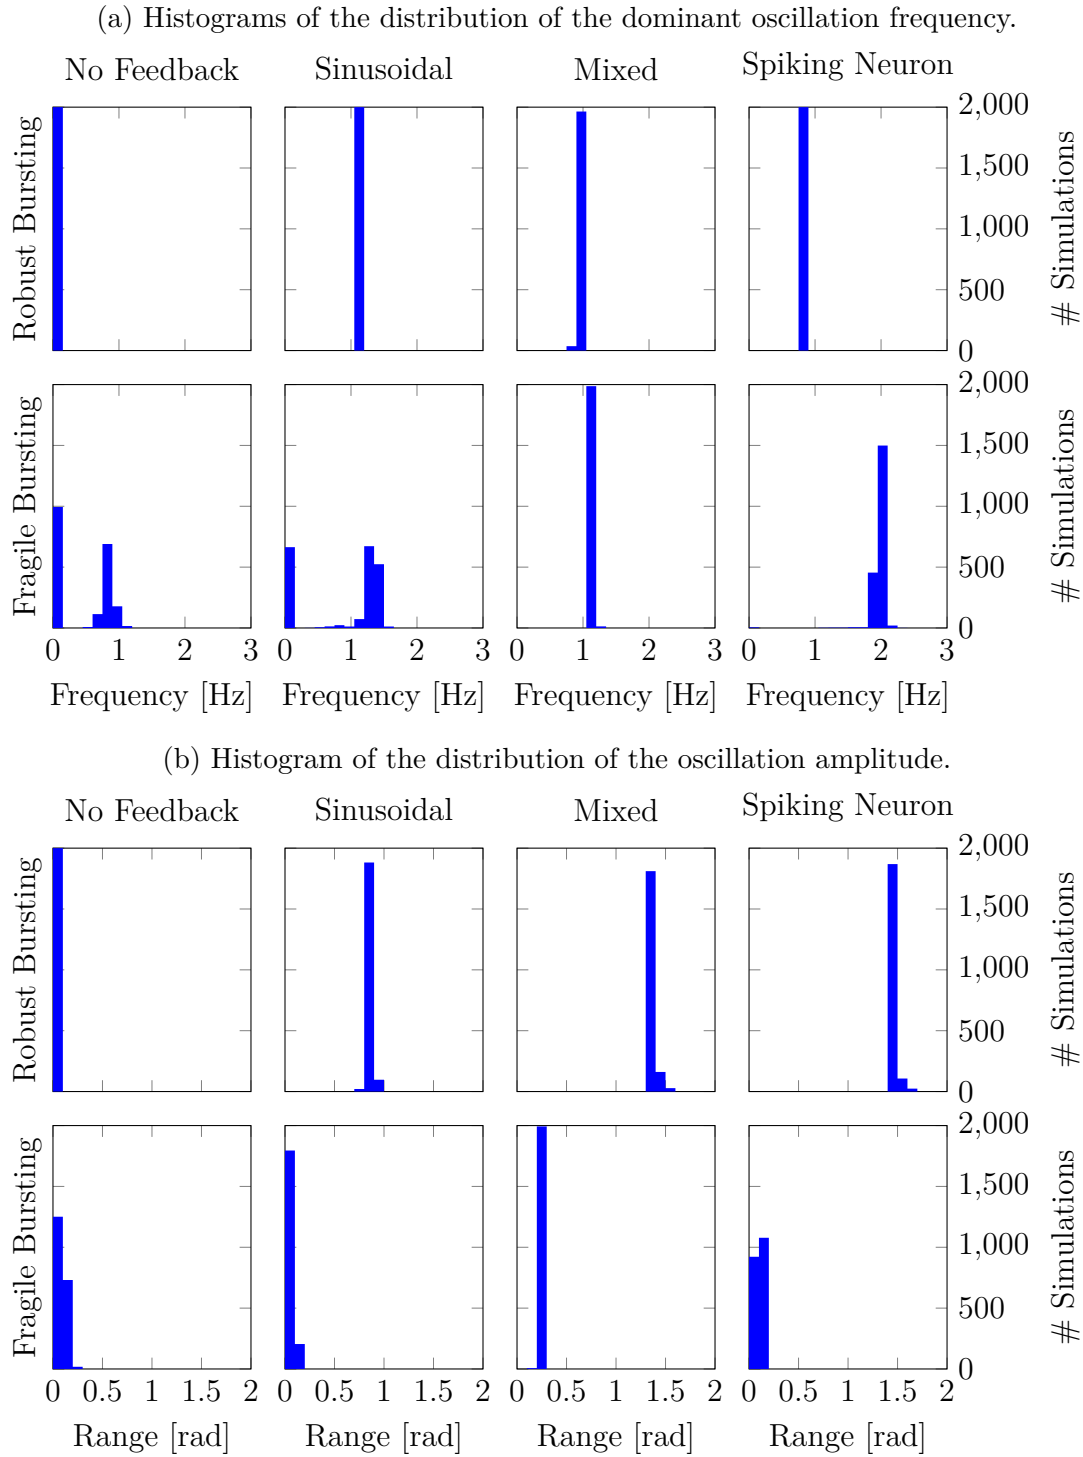 (a) Histograms of the distribution of the dominant oscillation frequency.
No Feedback Sinusoidal Mixed Spiking Neuron
Robust Bursting
2,000
1,500
1,000
500
0
# Simulations
Fragile Bursting
2,000
1,500
1,000
500
0
# Simulations
0 1 2 3 0 1 2 3 0 1 2 3 0 1 2 3
Frequency [Hz] Frequency [Hz] Frequency [Hz] Frequency [Hz]
(b) Histogram of the distribution of the oscillation amplitude.
No Feedback Sinusoidal Mixed Spiking Neuron
Robust Bursting
2,000
1,500
1,000
500
0
# Simulations
Fragile Bursting
2,000
1,500
1,000
500
0
# Simulations
0 0.5 1 1.5 2 0 0.5 1 1.5 2 0 0.5 1 1.5 2 0 0.5 1 1.5 2
Range [rad] Range [rad] Range [rad] Range [rad]